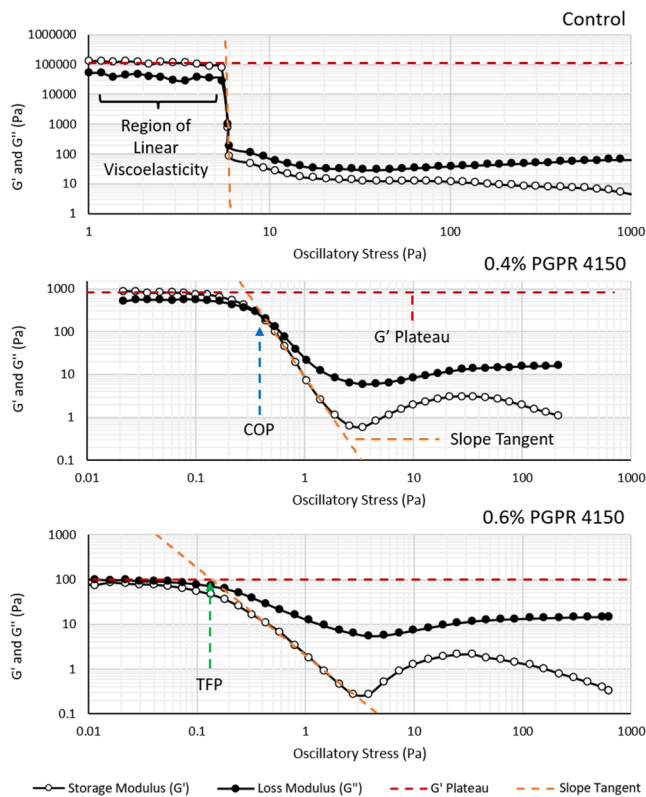 Control
1000000
100000
10000
1000
100
10
1
G' and G'' (Pa)
Region of
Linear
Viscoelasticity
1 10 100 1000
Oscillatory Stress (Pa)
0.4% PGPR 4150
1000
100
10
1
0.1
G' and G'' (Pa)
G’ Plateau
COP
Slope Tangent
0.01 0.1 1 10 100 1000
Oscillatory Stress (Pa)
0.6% PGPR 4150
1000
100
10
1
0.1
G' and G'' (Pa)
TFP
0.01 0.1 1 10 100 1000
Oscillatory Stress (Pa)
Storage Modulus (G') Loss Modulus (G'') G' Plateau Slope Tangent